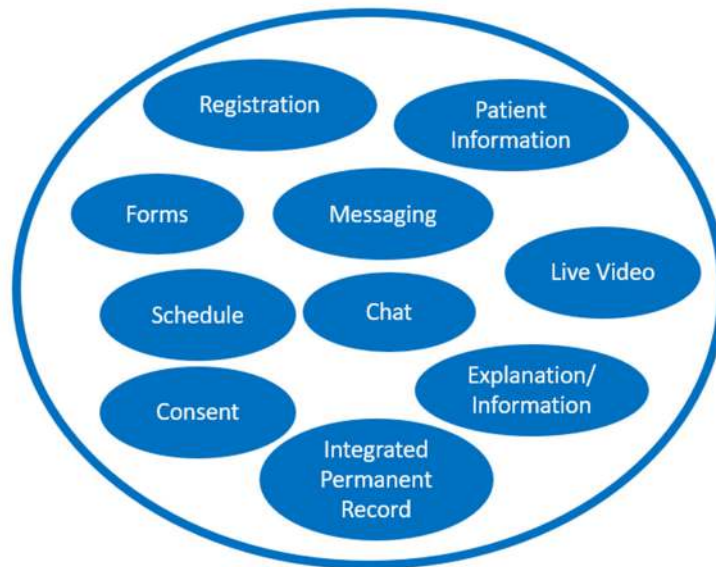 Registration
Patient
Information
Forms
Messaging
Live Video
Schedule
Chat
Explanation/
Information
Consent
Integrated
Permanent
Record